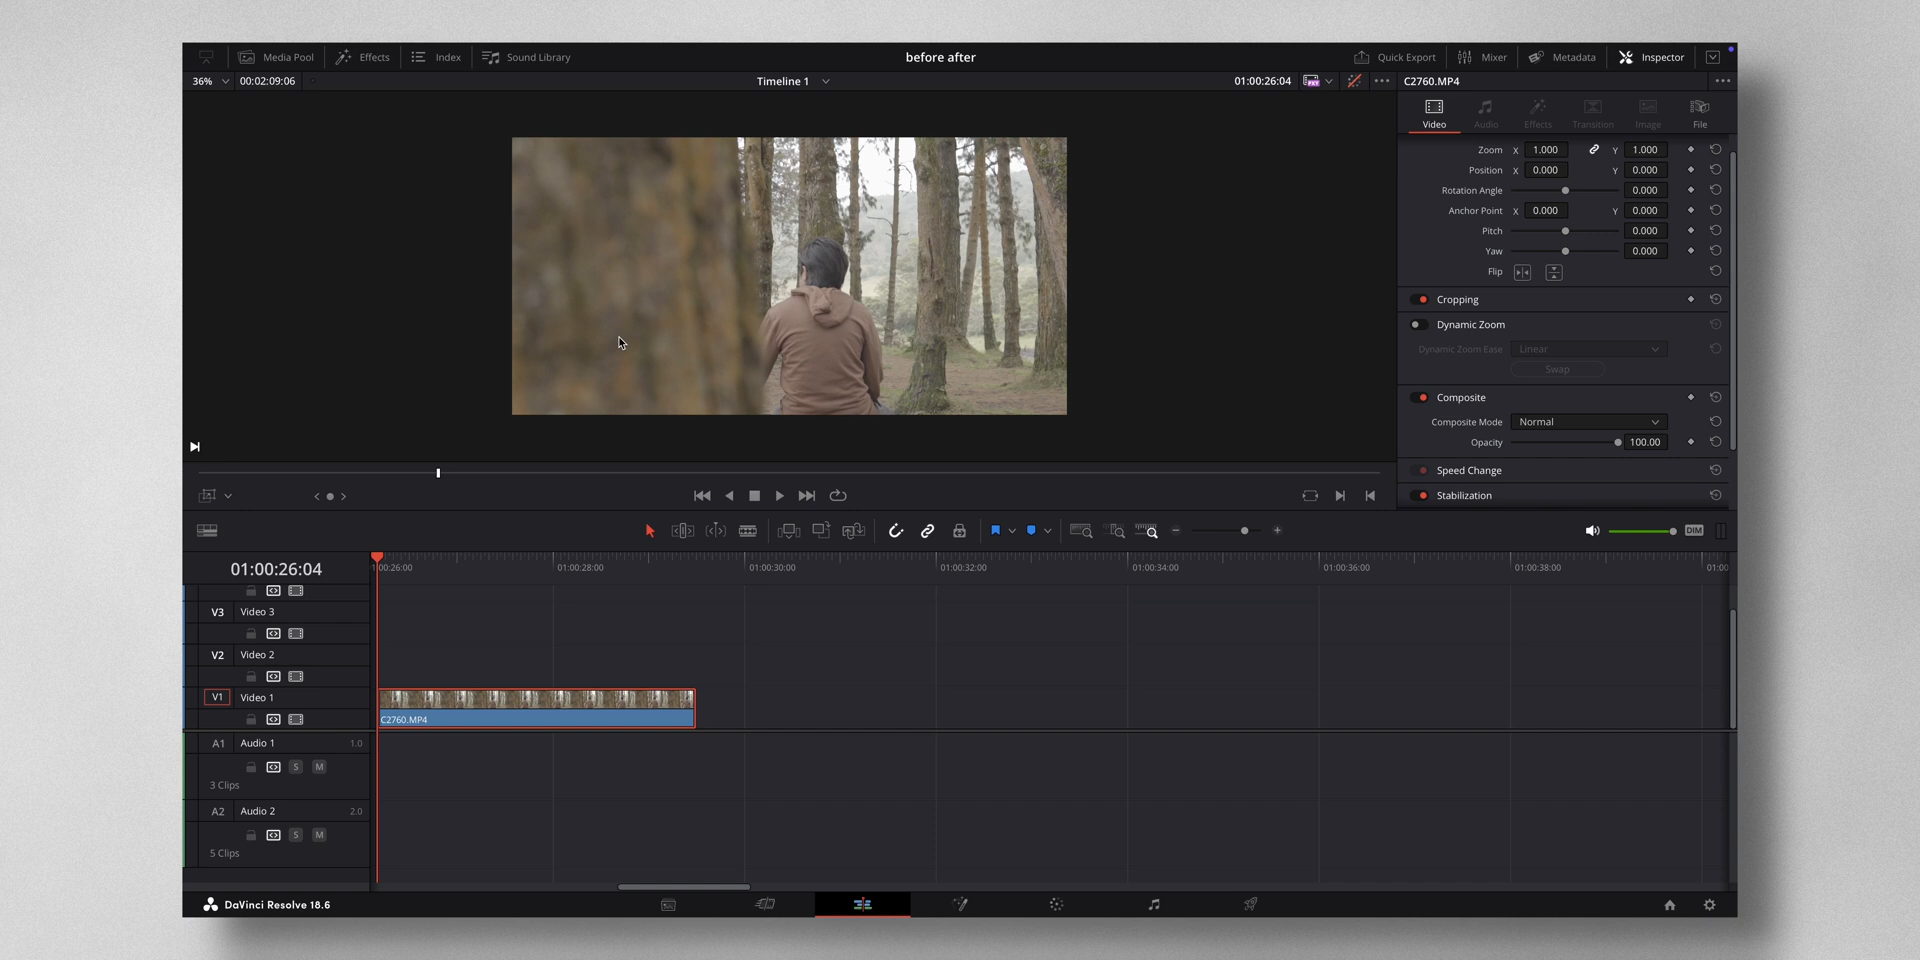 Media Pool Effects Index Sound Library before after Quick Export Mixer Metadata Inspector
36% 00:02:09:06 Timeline 1 01:00:26:04 C2760.MP4
Video Audio Effects Transition Image File
Zoom X 1.000 Y 1.000
Position X 0.000 Y 0.000
Rotation Angle 0.000
Anchor Point X 0.000 Y 0.000
Pitch 0.000
Yaw 0.000
Flip
Cropping
Dynamic Zoom
Dynamic Zoom Ease Linear
Swap
Composite
Composite Mode Normal
Opacity 100.00
Speed Change
Stabilization
DIM
01:00:26:04 1:00:26:00 01:00:28:00 01:00:30:00 01:00:32:00 01:00:34:00 01:00:36:00 01:00:38:00 01:00
V3 Video 3
V2 Video 2
V1 Video 1
C2760.MP4
A1 Audio 1 1.0
S M
3 Clips
A2 Audio 2 2.0
S M
5 Clips
DaVinci Resolve 18.6